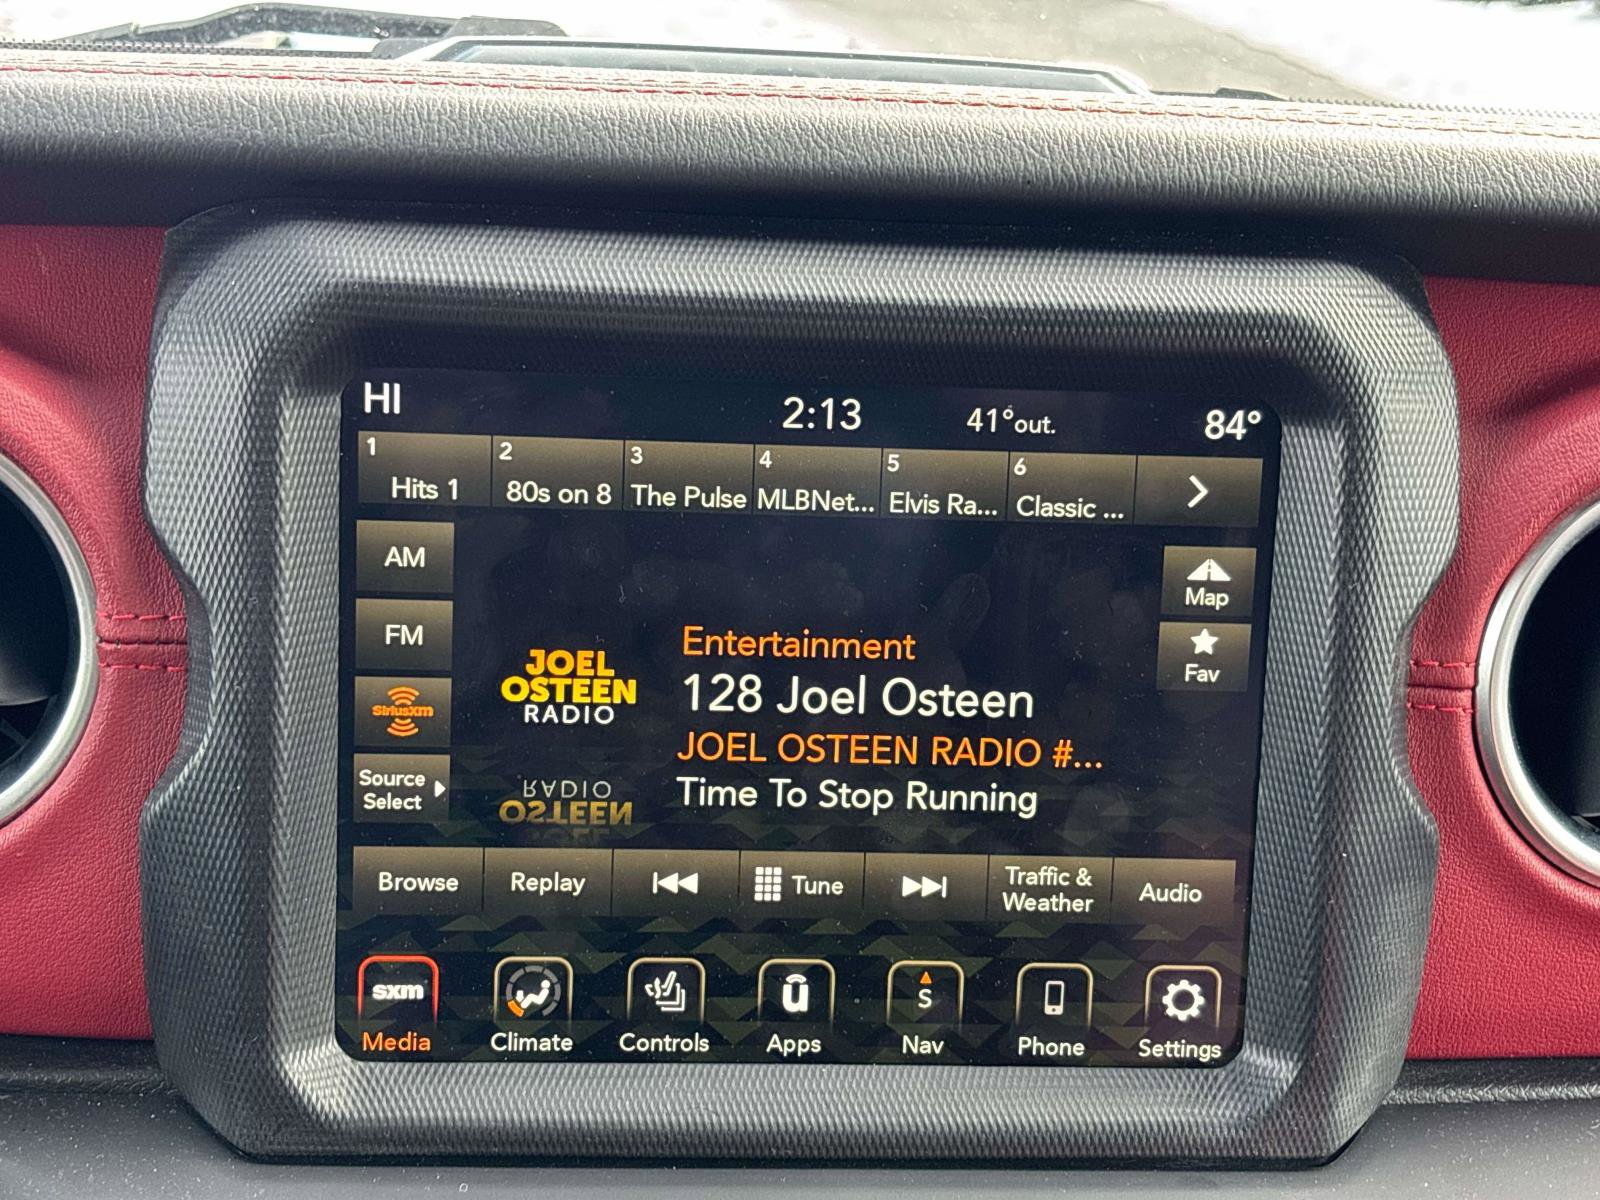 HI 2:13 41°out. 84°
1 2 3 4 5 6
Hits 1 80s on 8 The Pulse MLBNet... Elvis Ra... Classic ...
AM
FM
SiriusXM
Source
Select
Map
Fav
JOEL
OSTEEN
RADIO
Entertainment
128 Joel Osteen
JOEL OSTEEN RADIO #...
Time To Stop Running
Browse Replay Tune Traffic &
Weather Audio
sxm
S
Media Climate Controls Apps Nav Phone Settings